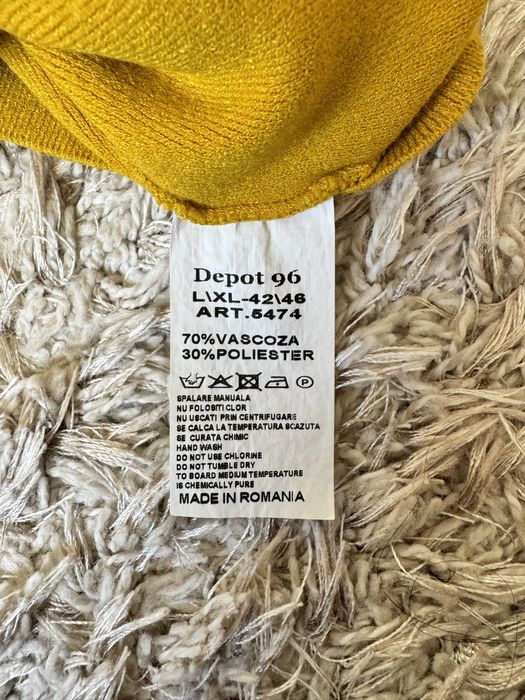 Depot 96
L\XL-42\46
ART.5474
70%VASCOZA
30%POLIESTER
P
SPALARE MANUALA
NU FOLOSITI CLOR
NU USCATI PRIN CENTRIFUGARE
SE CALCA LA TEMPERATURA SCAZUTA
SE CURATA CHIMIC
HAND WASH
DO NOT USE CHLORINE
DO NOT TUMBLE DRY
TO BOARD MEDIUM TEMPERATURE
IS CHEMICALLY PURE
MADE IN ROMANIA